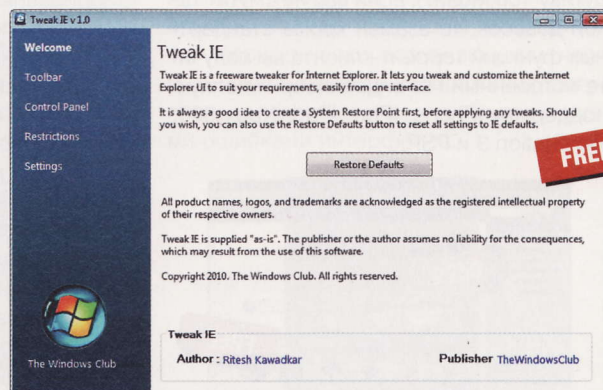 Tweak IE v 1.0
Welcome
Toolbar
Control Panel
Restrictions
Settings
The Windows Club
Tweak IE
Tweak IE is a freeware tweaker for Internet Explorer. It lets you tweak and customize the Internet
Explorer UI to suit your requirements, easily from one interface.
It is always a good idea to create a System Restore Point first, before applying any tweaks. Should
you wish, you can also use the Restore Defaults button to reset all settings to IE defaults.
Restore Defaults
All product names, logos, and trademarks are acknowledged as the registered intellectual property
of their respective owners.
Tweak IE is supplied "as-is". The publisher or the author assumes no liability for the consequences,
which may result from the use of this software.
Copyright 2010. The Windows Club. All rights reserved.
Tweak IE
Author : Ritesh Kawadkar
Publisher TheWindowsClub